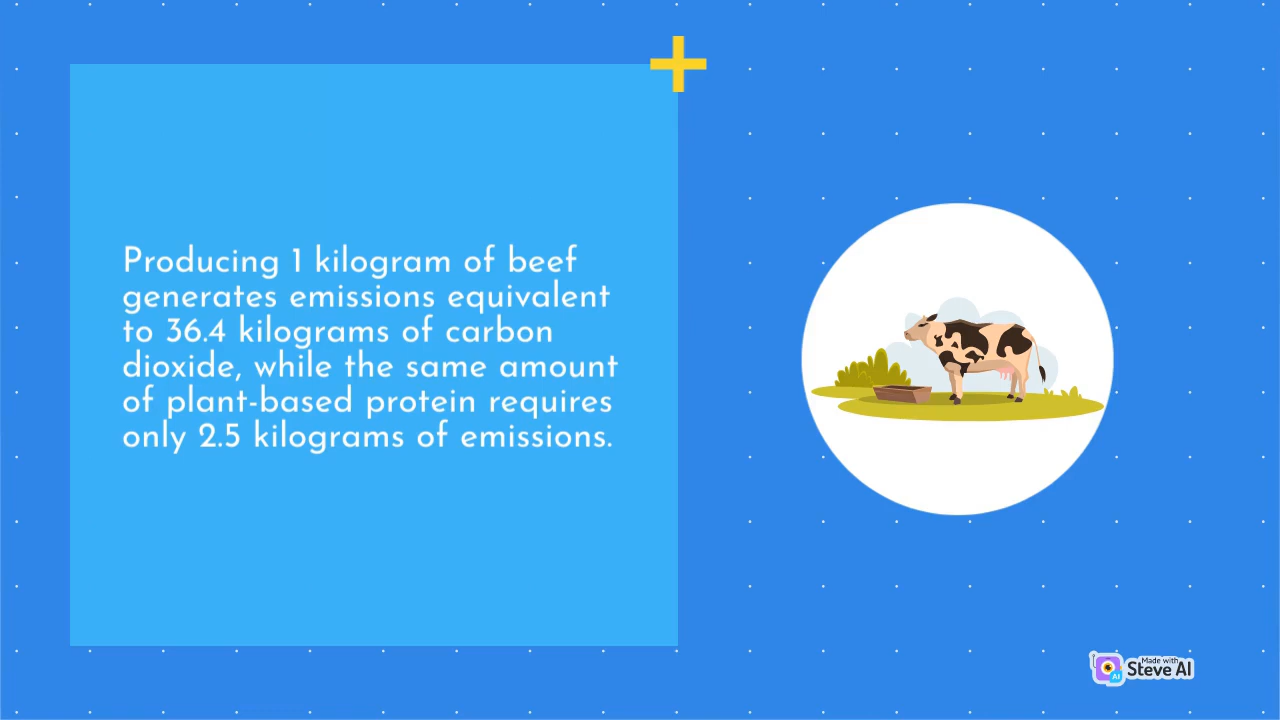 Producing 1 kilogram of beef
generates emissions equivalent
to 36.4 kilograms of carbon
dioxide, while the same amount
of plant-based protein requires
only 2.5 kilograms of emissions.
Made with
Steve AI
AI